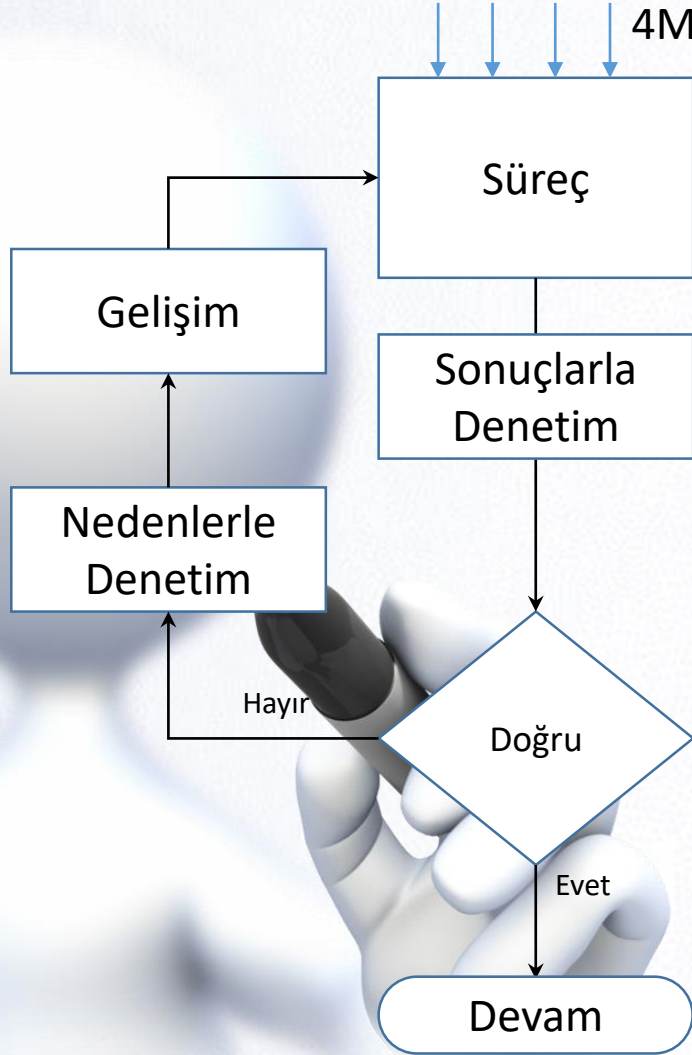 4M
Süreç
Gelişim
Sonuçlarla
Denetim
Nedenlerle
Denetim
Hayır
Doğru
Evet
Devam